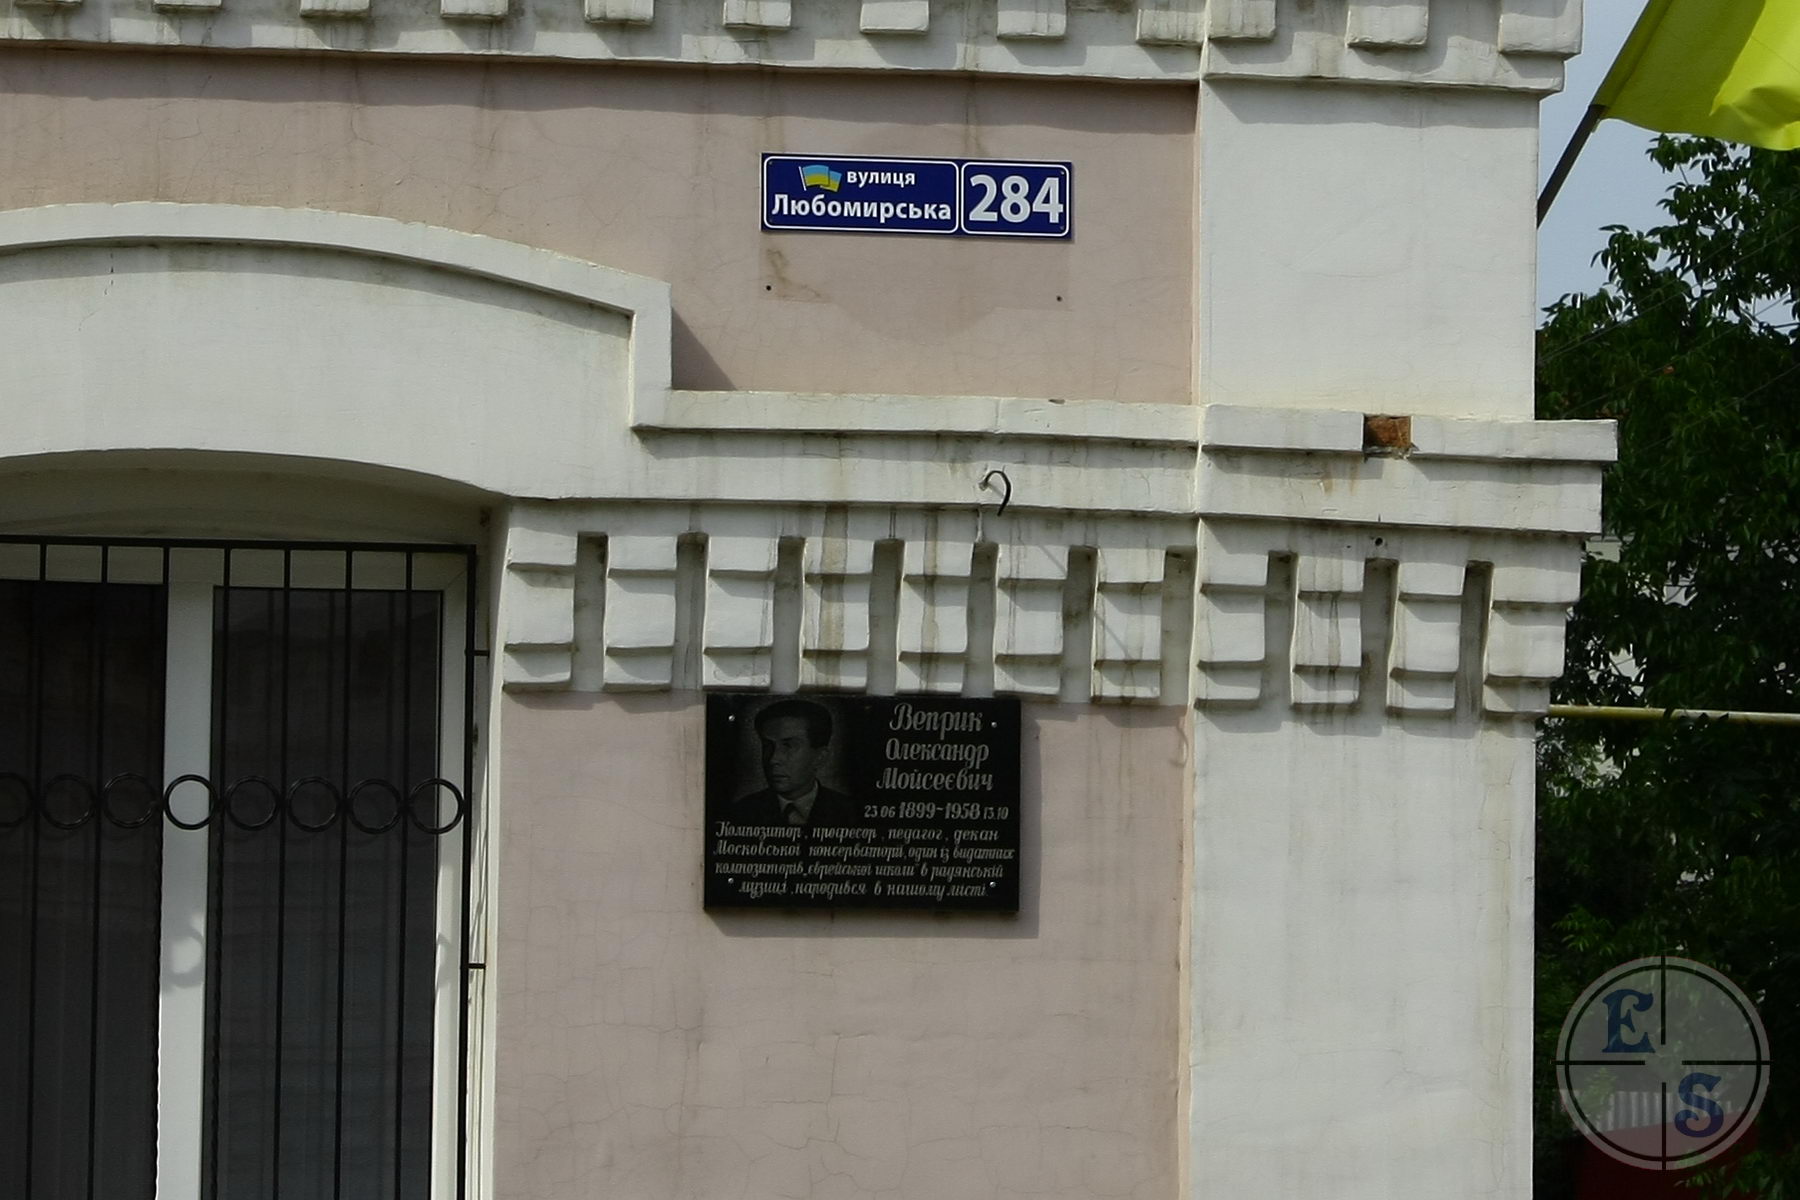 вулиця
Любомирська
284
Веприк
Олександр
Мойсеєвич
23.06 1899-1958 13.10
Композитор, професор, педагог, декан
Московської консерваторії, один із видатних
композиторів „єврейської школи" в радянській
музиці, народився в нашому місті.
E
S